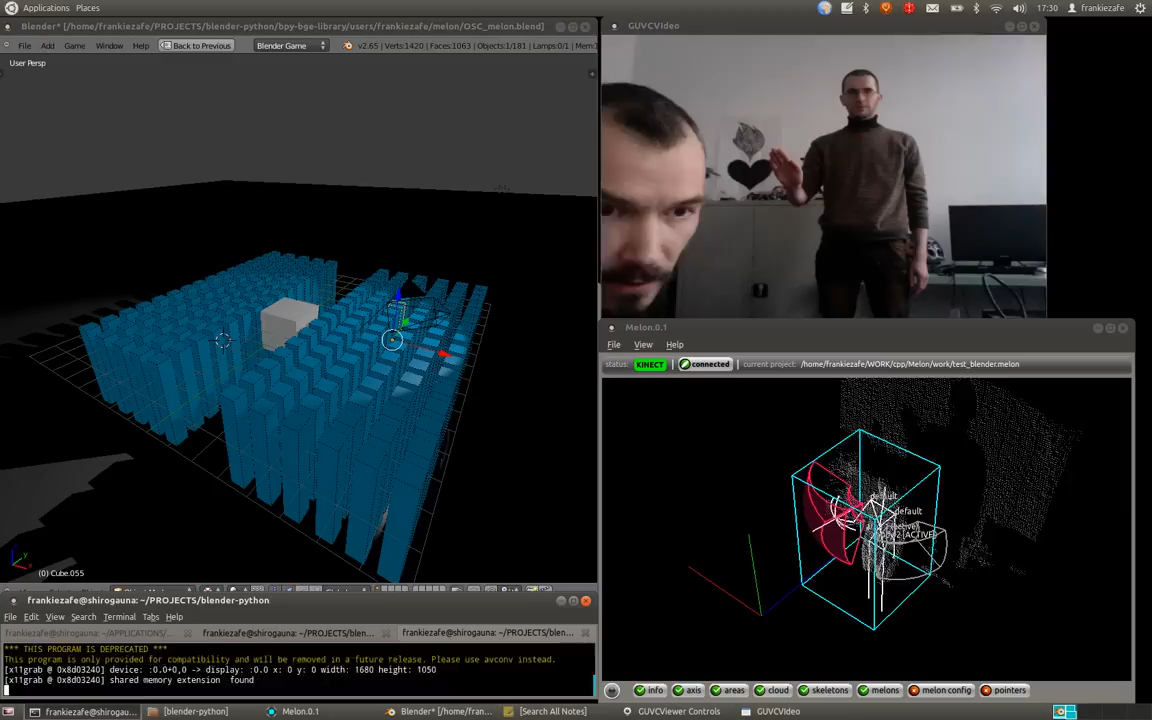 Applications Places
17:30 frankiezafe
Blender* [/home/frankiezafe/PROJECTS/blender-python/bpy-bge-library/users/frankiezafe/melon/OSC_melon.blend]
File Add Game Window Help Back to Previous Blender Game v2.65 | Verts:1420 | Faces:1063 | Objects:1/181 | Lamps:0/1 | Mem:
User Persp
(0) Cube.055
GUVCVideo
Melon.0.1
File View Help
status: KINECT connected current project: /home/frankiezafe/WORK/cpp/Melon/work/test_blender.melon
default
default
info axis areas cloud skeletons melons melon config pointers
frankiezafe@shirogauna: ~/PROJECTS/blender-python
File Edit View Search Terminal Tabs Help
frankiezafe@shirogauna: ~/APPLICATIONS/... frankiezafe@shirogauna: ~/PROJECTS/blen... frankiezafe@shirogauna: ~/PROJECTS/blen...
*** THIS PROGRAM IS DEPRECATED ***
This program is only provided for compatibility and will be removed in a future release. Please use avconv instead.
[x11grab @ 0x8d03240] device: :0.0+0,0 -> display: :0.0 x: 0 y: 0 width: 1680 height: 1050
[x11grab @ 0x8d03240] shared memory extension found
frankiezafe@shirog... [blender-python] Melon.0.1 Blender* [/home/fran... [Search All Notes] GUVCViewer Controls GUVCVideo